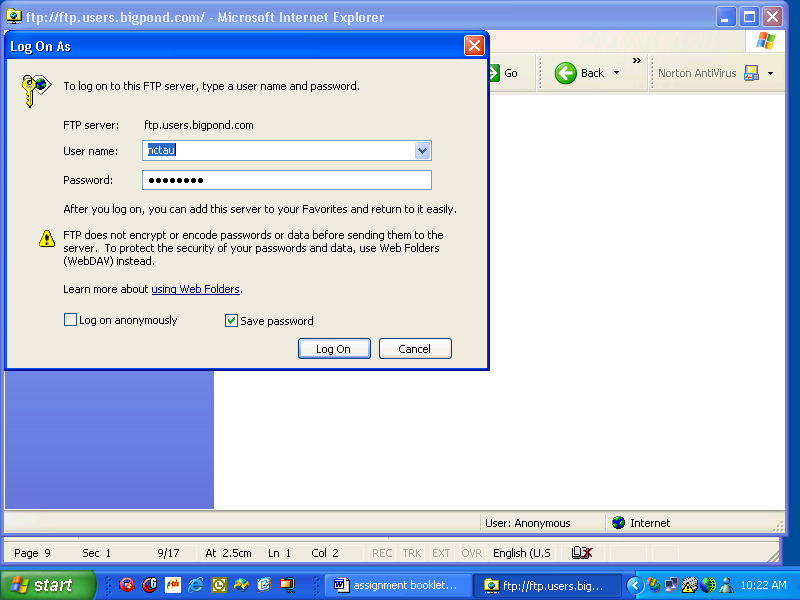 ftp://ftp.users.bigpond.com/ - Microsoft Internet Explorer
Log On As
Go
Back
»
Norton AntiVirus
To log on to this FTP server, type a user name and password.
FTP server: ftp.users.bigpond.com
User name: nctau
Password: ●●●●●●●●
After you log on, you can add this server to your Favorites and return to it easily.
FTP does not encrypt or encode passwords or data before sending them to the
server. To protect the security of your passwords and data, use Web Folders
(WebDAV) instead.
Learn more about using Web Folders.
Log on anonymously Save password
Log On Cancel
User: Anonymous Internet
Page 9 Sec 1 9/17 At 2.5cm Ln 1 Col 2 REC TRK EXT OVR English (U.S
start assignment booklet... ftp://ftp.users.big... 10:22 AM